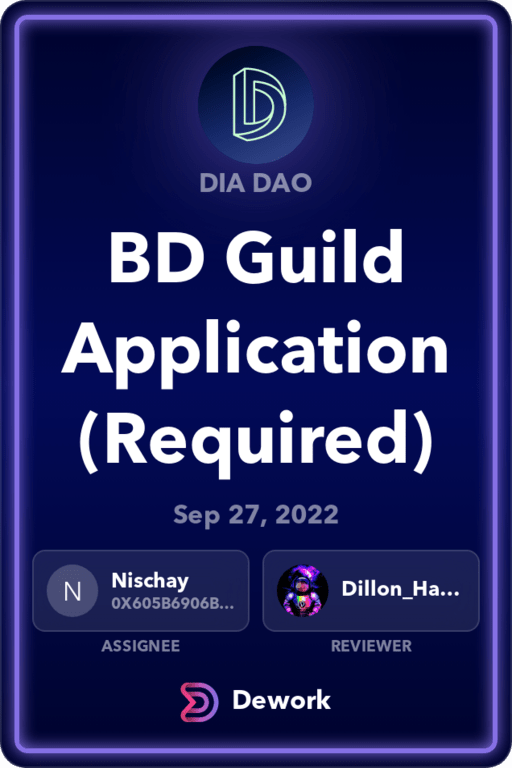 DIA DAO
BD Guild
Application
(Required)
Sep 27, 2022
N
Nischay
0X605B6906B...
Dillon_Ha...
ASSIGNEE
REVIEWER
Dework